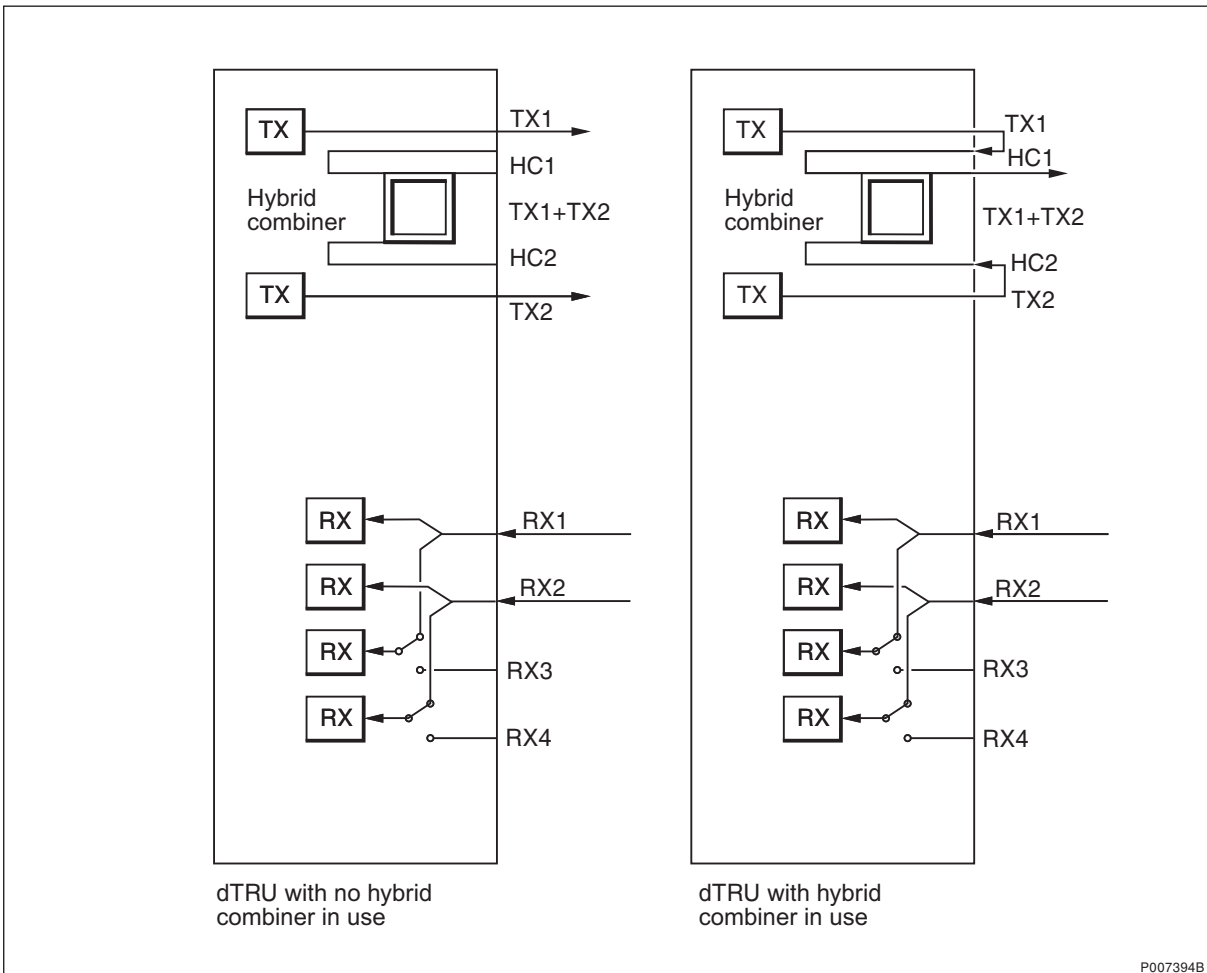 TX
TX1
HC1
Hybrid
combiner
TX1+TX2
HC2
TX
TX2
RX
RX1
RX
RX2
RX
RX3
RX
RX4
dTRU with no hybrid
combiner in use
TX
TX1
HC1
Hybrid
combiner
TX1+TX2
HC2
TX
TX2
RX
RX1
RX
RX2
RX
RX3
RX
RX4
dTRU with hybrid
combiner in use
P007394B